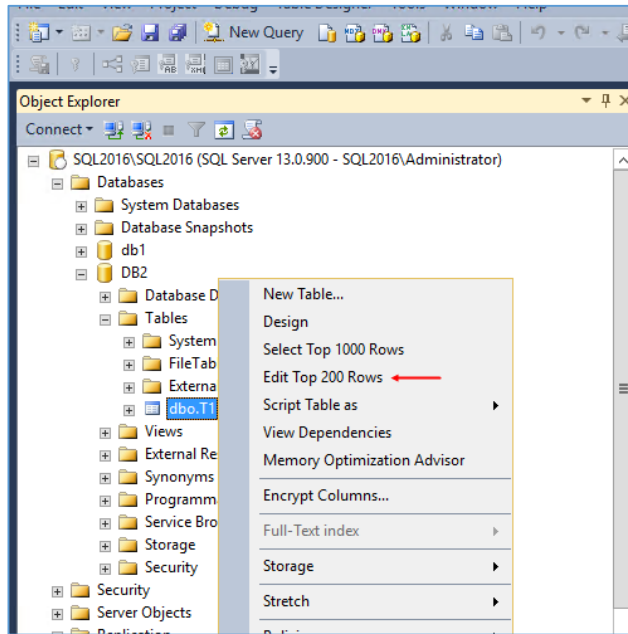 New Query
Object Explorer
Connect
SQL2016\SQL2016 (SQL Server 13.0.900 - SQL2016\Administrator)
Databases
System Databases
Database Snapshots
db1
DB2
Database D
Tables
System
FileTab
Externa
dbo.T1
Views
External Re
Synonyms
Programm
Service Bro
Storage
Security
Security
Server Objects
Replication
New Table...
Design
Select Top 1000 Rows
Edit Top 200 Rows
Script Table as
View Dependencies
Memory Optimization Advisor
Encrypt Columns...
Full-Text index
Storage
Stretch